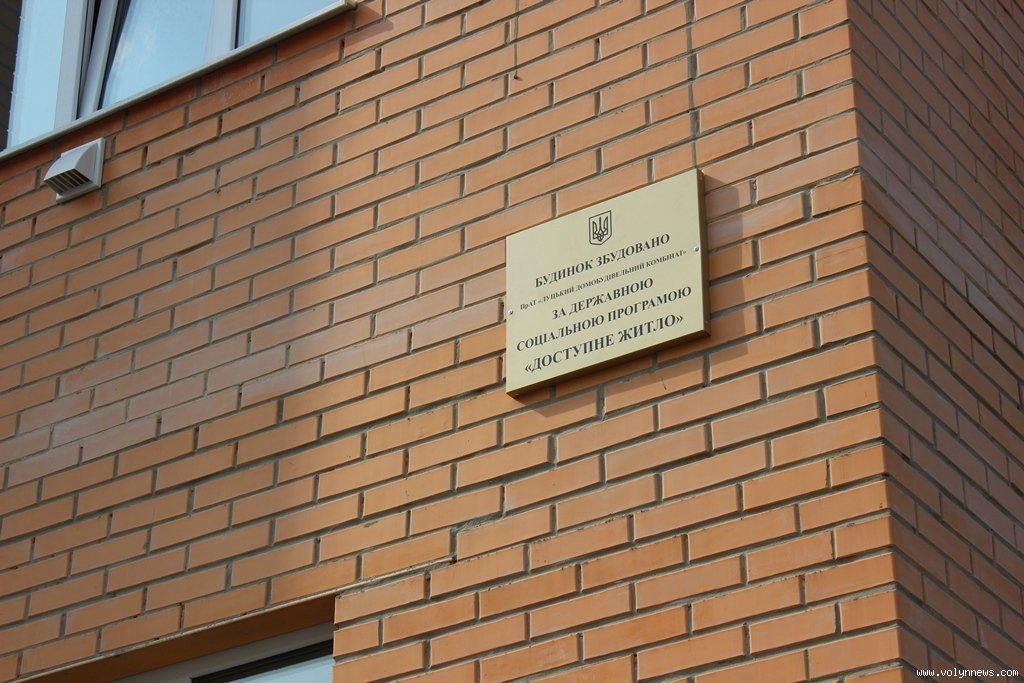 БУДИНОК ЗБУДОВАНО
ПрАТ «ЛУЦЬКИЙ ДОМОБУДІВЕЛЬНИЙ КОМБІНАТ»
ЗА ДЕРЖАВНОЮ
СОЦІАЛЬНОЮ ПРОГРАМОЮ
«ДОСТУПНЕ ЖИТЛО»
www.volynnews.com